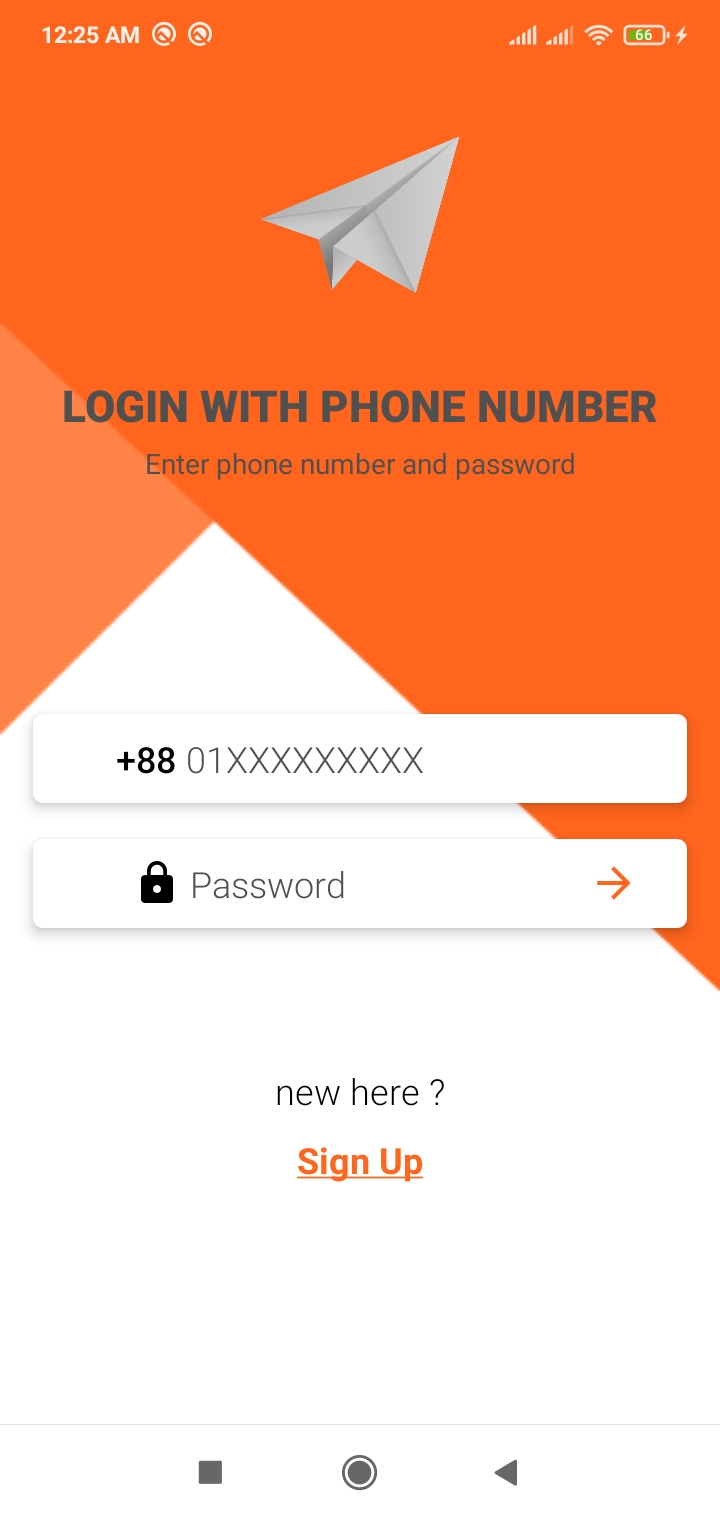 12:25 AM 66
LOGIN WITH PHONE NUMBER
Enter phone number and password
+88 01XXXXXXXXX
Password
new here ?
Sign Up